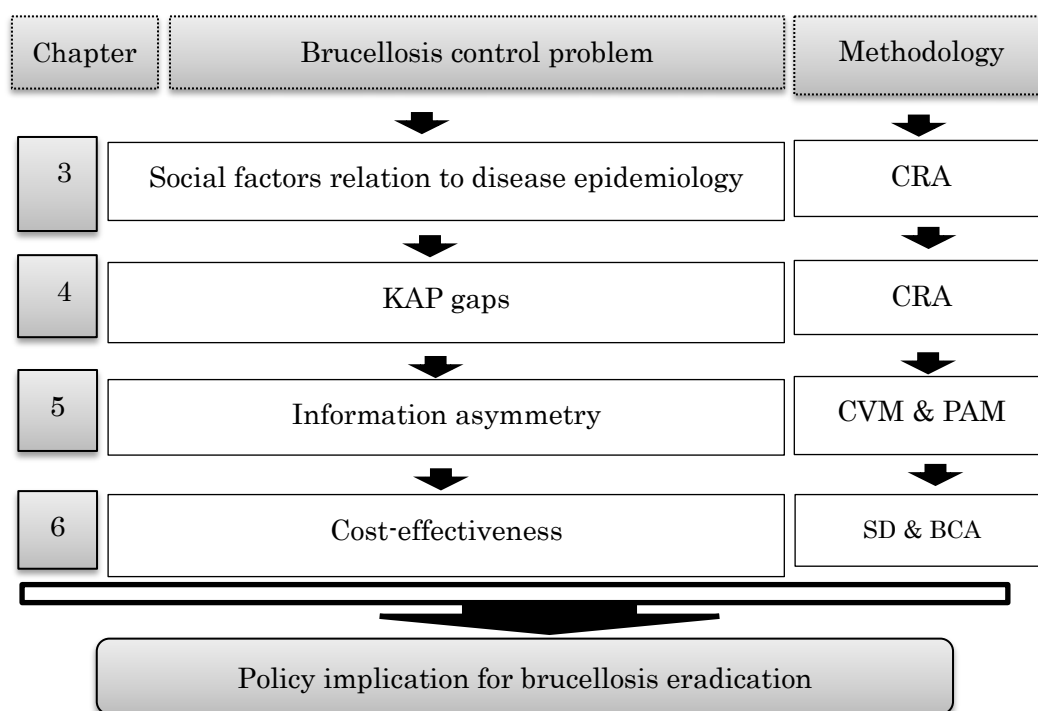 Chapter
Brucellosis control problem
Methodology
3
Social factors relation to disease epidemiology
CRA
4
KAP gaps
CRA
5
Information asymmetry
CVM & PAM
6
Cost-effectiveness
SD & BCA
Policy implication for brucellosis eradication